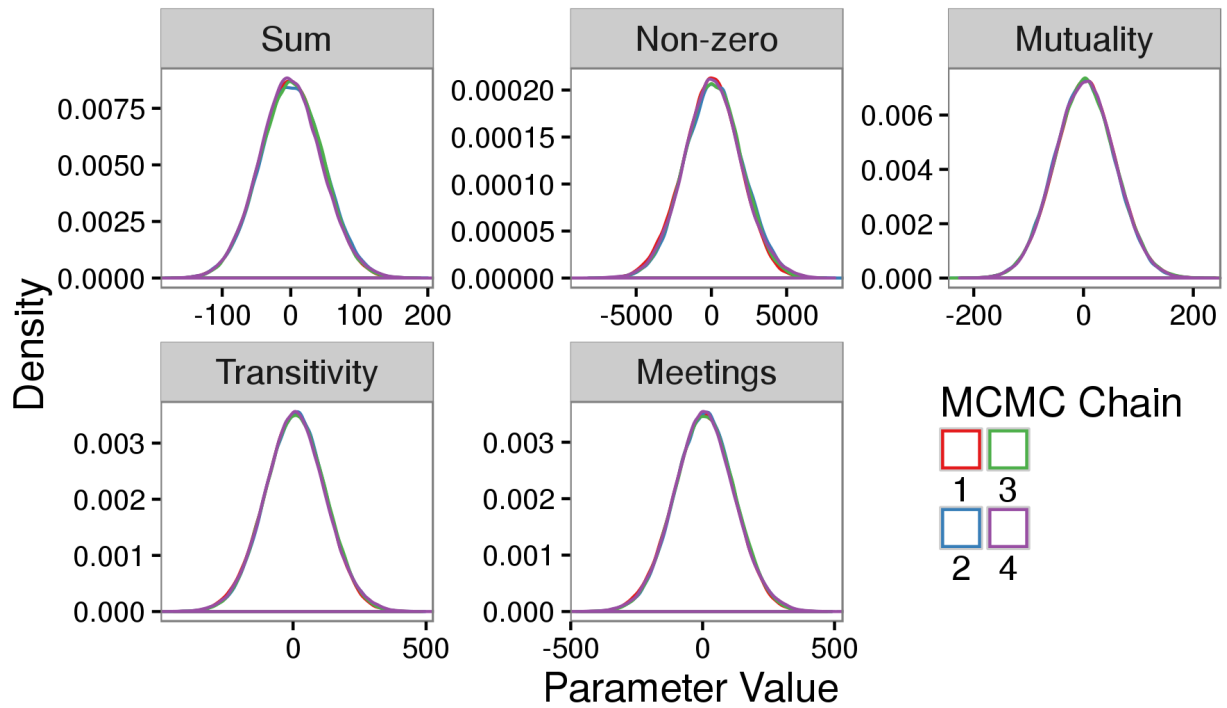 Sum
Non-zero
Mutuality
0.0075
0.0050
0.0025
0.0000
-100 0 100 200
0.00020
0.00015
0.00010
0.00005
0.00000
-5000 0 5000
0.006
0.004
0.002
0.000
-200 0 200
Density
Transitivity
Meetings
0.003
0.002
0.001
0.000
0 500
0.003
0.002
0.001
0.000
-500 0 500
MCMC Chain
1 3
2 4
Parameter Value